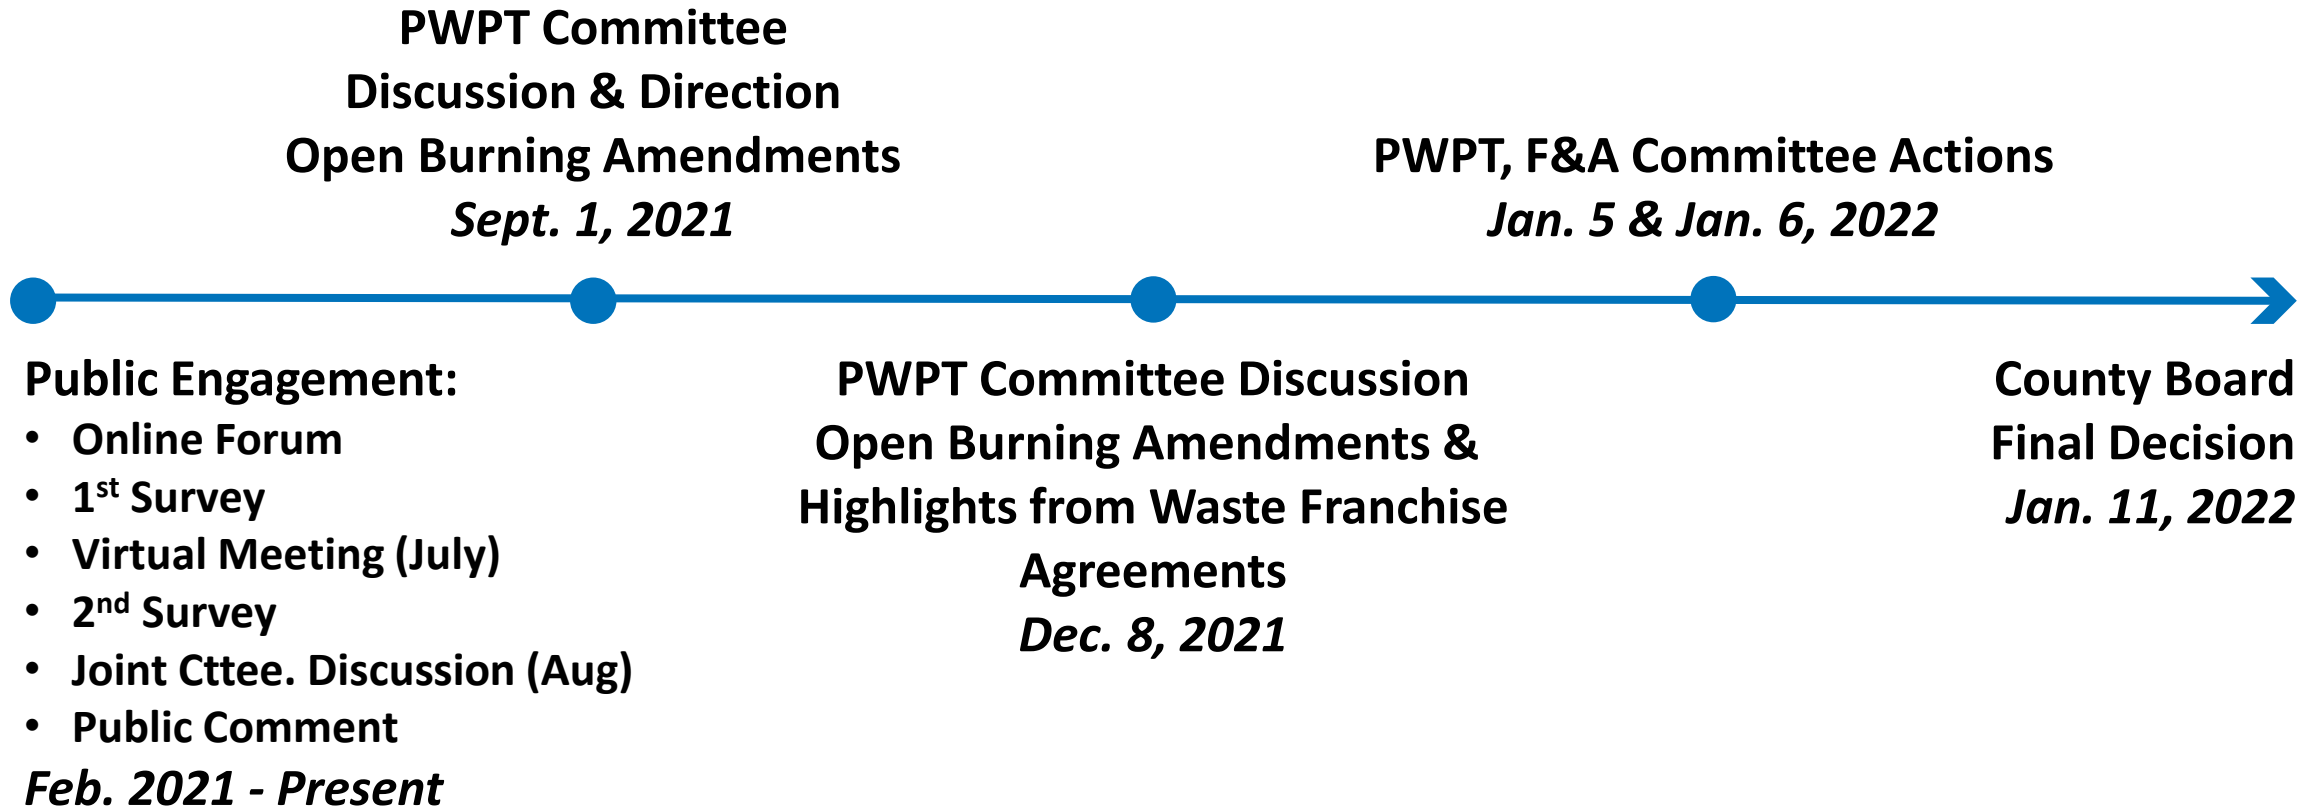 PWPT Committee
Discussion & Direction
Open Burning Amendments
Sept. 1, 2021
PWPT, F&A Committee Actions
Jan. 5 & Jan. 6, 2022
Public Engagement:
• Online Forum
• 1st Survey
• Virtual Meeting (July)
• 2nd Survey
• Joint Cttee. Discussion (Aug)
• Public Comment
Feb. 2021 - Present
PWPT Committee Discussion
Open Burning Amendments &
Highlights from Waste Franchise
Agreements
Dec. 8, 2021
County Board
Final Decision
Jan. 11, 2022